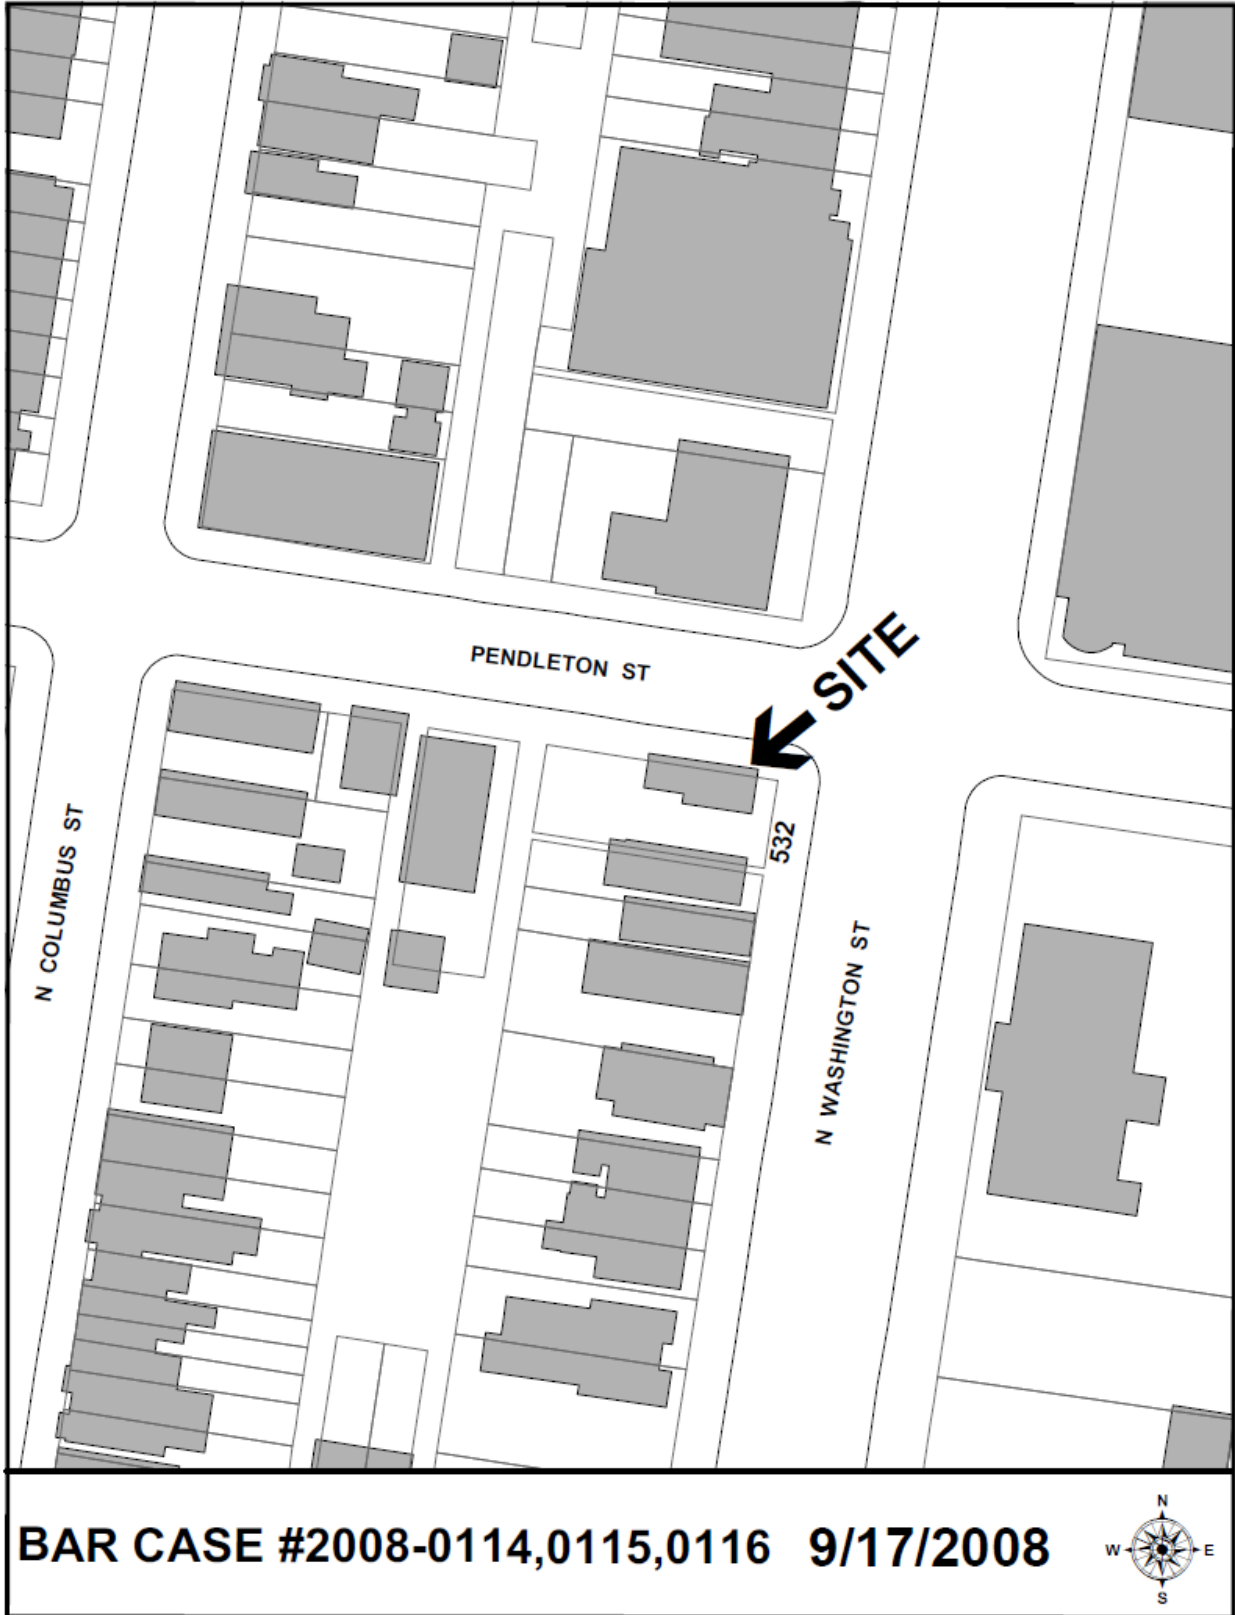 PENDLETON ST
SITE
532
N COLUMBUS ST
N WASHINGTON ST
BAR CASE #2008-0114,0115,0116 9/17/2008
N
W E
S